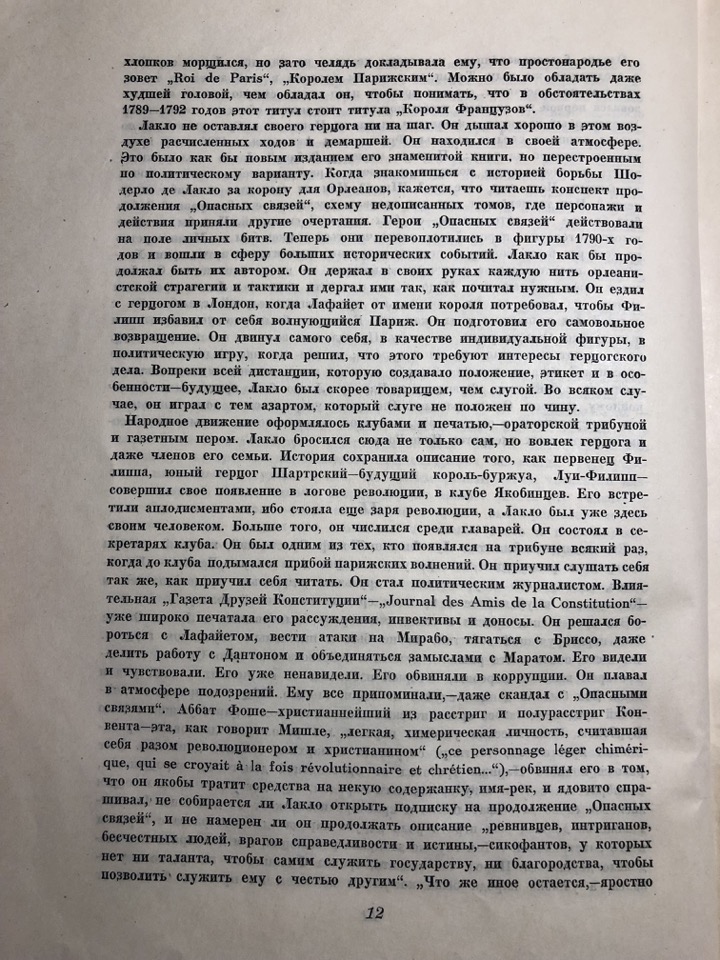 хлопков морщился, но зато челядь докладывала ему, что простонародье его
зовет „Roi de Paris“, „Королем Парижским“. Можно было обладать даже
худшей головой, чем обладал он, чтобы понимать, что в обстоятельствах
1789—1792 годов этот титул стоит титула „Короля Французов“.
Лакло не оставлял своего герцога ни на шаг. Он дышал хорошо в этом воз-
духе расчисленных ходов и демаршей. Он находился в своей атмосфере.
Это было как бы новым изданием его знаменитой книги, но перестроенным
по политическому варианту. Когда знакомишься с историей борьбы Шо-
дерло де Лакло за корону для Орлеанов, кажется, что читаешь конспект про-
должения „Опасных связей“, схему недописанных томов, где персонажи и
действия приняли другие очертания. Герои „Опасных связей“ действовали
на поле личных битв. Теперь они перевоплотились в фигуры 1790-х го-
дов и вошли в сферу больших исторических событий. Лакло как бы про-
должал быть их автором. Он держал в своих руках каждую нить орлеани-
стской стратегии и тактики и дергал ими так, как почитал нужным. Он ездил
с герцогом в Лондон, когда Лафайет от имени короля потребовал, чтобы Фи-
липп избавил от себя волнующийся Париж. Он подготовил его самовольное
возвращение. Он двинул самого себя, в качестве индивидуальной фигуры, в
политическую игру, когда решил, что этого требуют интересы герцогского
дела. Вопреки всей дистанции, которую создавало положение, этикет и в осо-
бенности—будущее, Лакло был скорее товарищем, чем слугой. Во всяком слу-
чае, он играл с тем азартом, который слуге не положен по чину.
Народное движение оформлялось клубами и печатью,—ораторской трибуной
и газетным пером. Лакло бросился сюда не только сам, но вовлек герцога и
даже членов его семьи. История сохранила описание того, как первенец Фи-
липпа, юный герцог Шартрский—будущий король-буржуа, Луи-Филипп—
совершил свое появление в логове революции, в клубе Якобинцев. Его встре-
тили аплодисментами, ибо стояла еще заря революции, а Лакло был уже здесь
своим человеком. Больше того, он числился среди главарей. Он состоял в се-
кретарях клуба. Он был одним из тех, кто появлялся на трибуне всякий раз,
когда до клуба подымался прибой парижских волнений. Он приучил слушать себя
так же, как приучил себя читать. Он стал политическим журналистом. Влия-
тельная „Газета Друзей Конституции“—„Journal des Amis de la Constitution“—
уже широко печатала его рассуждения, инвективы и доносы. Он решался бо-
роться с Лафайетом, вести атаки на Мирабо, тягаться с Бриссо, даже
делить работу с Дантоном и объединяться замыслами с Маратом. Его видели
и чувствовали. Его уже ненавидели. Его обвиняли в коррупции. Он плавал
в атмосфере подозрений. Ему все припоминали,—даже скандал с „Опасными
связями“. Аббат Фоше—христианнейший из расстриг и полурасстриг Кон-
вента—эта, как говорит Мишле, „легкая, химерическая личность, считавшая
себя разом революционером и христианином“ („ce personnage léger chiméri-
que, qui se croyait à la fois révolutionnaire et chrétien...“),—обвинял его в том,
что он якобы тратит средства на некую содержанку, имя-рек, и ядовито спра-
шивал, не собирается ли Лакло открыть подписку на продолжение „Опасных
связей“, и не намерен ли он продолжать описание „ревнивцев, интриганов,
бесчестных людей, врагов справедливости и истины,—сикофантов, у которых
нет ни таланта, чтобы самим служить государству, ни благородства, чтобы
позволить служить ему с честью другим“. „Что же иное остается,—яростно
12